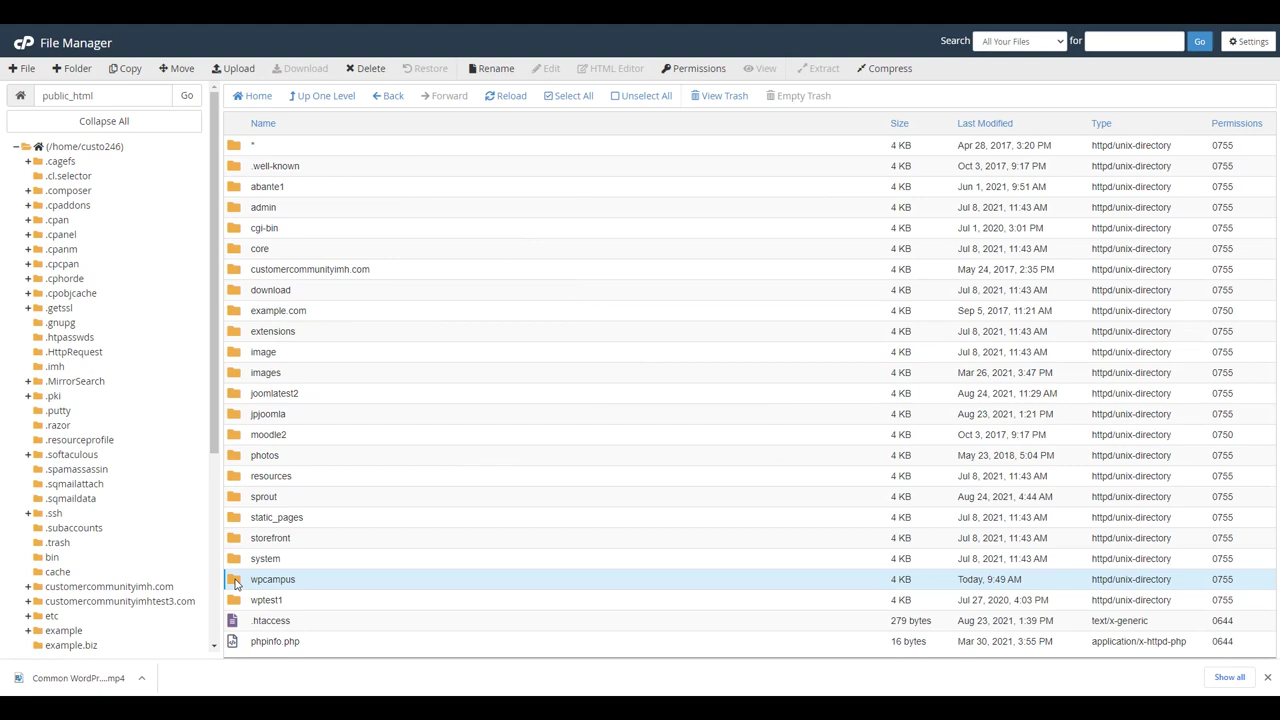 cP File Manager
Search All Your Files for Go Settings
File Folder Copy Move Upload Download Delete Restore Rename Edit HTML Editor Permissions View Extract Compress
public_html Go
Home Up One Level Back Forward Reload Select All Unselect All View Trash Empty Trash
Collapse All
(/home/custo246)
.cagefs
.cl.selector
.composer
.cpaddons
.cpan
.cpanel
.cpanm
.cpcpan
.cphorde
.cpobjcache
.getssl
.gnupg
.htpasswds
.HttpRequest
.imh
.MirrorSearch
.pki
.putty
.razor
.resourceprofile
.softaculous
.spamassassin
.sqmailattach
.sqmaildata
.ssh
.subaccounts
.trash
bin
cache
customercommunityimh.com
customercommunityimhtest3.com
etc
example
example.biz
Name Size Last Modified Type Permissions
* 4 KB Apr 28, 2017, 3:20 PM httpd/unix-directory 0755
.well-known 4 KB Oct 3, 2017, 9:17 PM httpd/unix-directory 0755
abante1 4 KB Jun 1, 2021, 9:51 AM httpd/unix-directory 0755
admin 4 KB Jul 8, 2021, 11:43 AM httpd/unix-directory 0755
cgi-bin 4 KB Jul 1, 2020, 3:01 PM httpd/unix-directory 0755
core 4 KB Jul 8, 2021, 11:43 AM httpd/unix-directory 0755
customercommunityimh.com 4 KB May 24, 2017, 2:35 PM httpd/unix-directory 0755
download 4 KB Jul 8, 2021, 11:43 AM httpd/unix-directory 0755
example.com 4 KB Sep 5, 2017, 11:21 AM httpd/unix-directory 0750
extensions 4 KB Jul 8, 2021, 11:43 AM httpd/unix-directory 0755
image 4 KB Jul 8, 2021, 11:43 AM httpd/unix-directory 0755
images 4 KB Mar 26, 2021, 3:47 PM httpd/unix-directory 0755
joomlatest2 4 KB Aug 24, 2021, 11:29 AM httpd/unix-directory 0755
jpjoomla 4 KB Aug 23, 2021, 1:21 PM httpd/unix-directory 0755
moodle2 4 KB Oct 3, 2017, 9:17 PM httpd/unix-directory 0750
photos 4 KB May 23, 2018, 5:04 PM httpd/unix-directory 0755
resources 4 KB Jul 8, 2021, 11:43 AM httpd/unix-directory 0755
sprout 4 KB Aug 24, 2021, 4:44 AM httpd/unix-directory 0755
static_pages 4 KB Jul 8, 2021, 11:43 AM httpd/unix-directory 0755
storefront 4 KB Jul 8, 2021, 11:43 AM httpd/unix-directory 0755
system 4 KB Jul 8, 2021, 11:43 AM httpd/unix-directory 0755
wpcampus 4 KB Today, 9:49 AM httpd/unix-directory 0755
wptest1 4 KB Jul 27, 2020, 4:03 PM httpd/unix-directory 0755
.htaccess 279 bytes Aug 23, 2021, 1:39 PM text/x-generic 0644
phpinfo.php 16 bytes Mar 30, 2021, 3:55 PM application/x-httpd-php 0644
Common WordPr....mp4 Show all